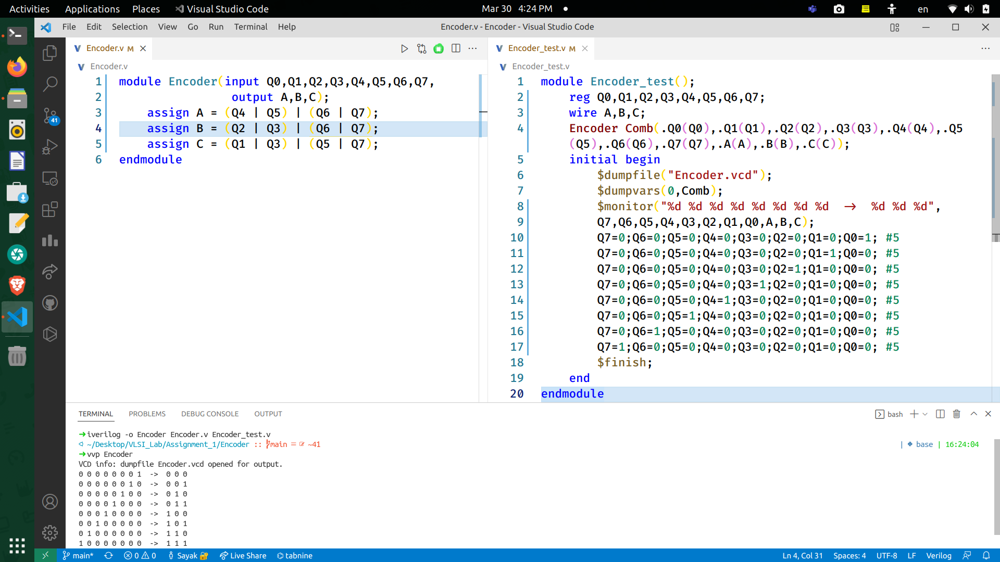 Activities Applications Places Visual Studio Code Mar 30 4:24 PM en
File Edit Selection View Go Run Terminal Help Encoder.v - Encoder - Visual Studio Code
Encoder.v M
Encoder.v
1 module Encoder(input Q0,Q1,Q2,Q3,Q4,Q5,Q6,Q7,
2 output A,B,C);
3 assign A = (Q4 | Q5) | (Q6 | Q7);
4 assign B = (Q2 | Q3) | (Q6 | Q7);
5 assign C = (Q1 | Q3) | (Q5 | Q7);
6 endmodule
Encoder_test.v M
Encoder_test.v
1 module Encoder_test();
2 reg Q0,Q1,Q2,Q3,Q4,Q5,Q6,Q7;
3 wire A,B,C;
4 Encoder Comb(.Q0(Q0),.Q1(Q1),.Q2(Q2),.Q3(Q3),.Q4(Q4),.Q5
(Q5),.Q6(Q6),.Q7(Q7),.A(A),.B(B),.C(C));
5 initial begin
6 $dumpfile("Encoder.vcd");
7 $dumpvars(0,Comb);
8 $monitor("%d %d %d %d %d %d %d %d -> %d %d %d",
9 Q7,Q6,Q5,Q4,Q3,Q2,Q1,Q0,A,B,C);
10 Q7=0;Q6=0;Q5=0;Q4=0;Q3=0;Q2=0;Q1=0;Q0=1; #5
11 Q7=0;Q6=0;Q5=0;Q4=0;Q3=0;Q2=0;Q1=1;Q0=0; #5
12 Q7=0;Q6=0;Q5=0;Q4=0;Q3=0;Q2=1;Q1=0;Q0=0; #5
13 Q7=0;Q6=0;Q5=0;Q4=0;Q3=1;Q2=0;Q1=0;Q0=0; #5
14 Q7=0;Q6=0;Q5=0;Q4=1;Q3=0;Q2=0;Q1=0;Q0=0; #5
15 Q7=0;Q6=0;Q5=1;Q4=0;Q3=0;Q2=0;Q1=0;Q0=0; #5
16 Q7=0;Q6=1;Q5=0;Q4=0;Q3=0;Q2=0;Q1=0;Q0=0; #5
17 Q7=1;Q6=0;Q5=0;Q4=0;Q3=0;Q2=0;Q1=0;Q0=0; #5
18 $finish;
19 end
20 endmodule
41
TERMINAL PROBLEMS DEBUG CONSOLE OUTPUT bash
➜ iverilog -o Encoder Encoder.v Encoder_test.v
~/Desktop/VLSI_Lab/Assignment_1/Encoder :: main ≡ ~41 | base | 16:24:04
➜ vvp Encoder
VCD info: dumpfile Encoder.vcd opened for output.
0 0 0 0 0 0 0 1 -> 0 0 0
0 0 0 0 0 0 1 0 -> 0 0 1
0 0 0 0 0 1 0 0 -> 0 1 0
0 0 0 0 1 0 0 0 -> 0 1 1
0 0 0 1 0 0 0 0 -> 1 0 0
0 0 1 0 0 0 0 0 -> 1 0 1
0 1 0 0 0 0 0 0 -> 1 1 0
1 0 0 0 0 0 0 0 -> 1 1 1
main* 0 0 Sayak Live Share tabnine Ln 4, Col 31 Spaces: 4 UTF-8 LF Verilog